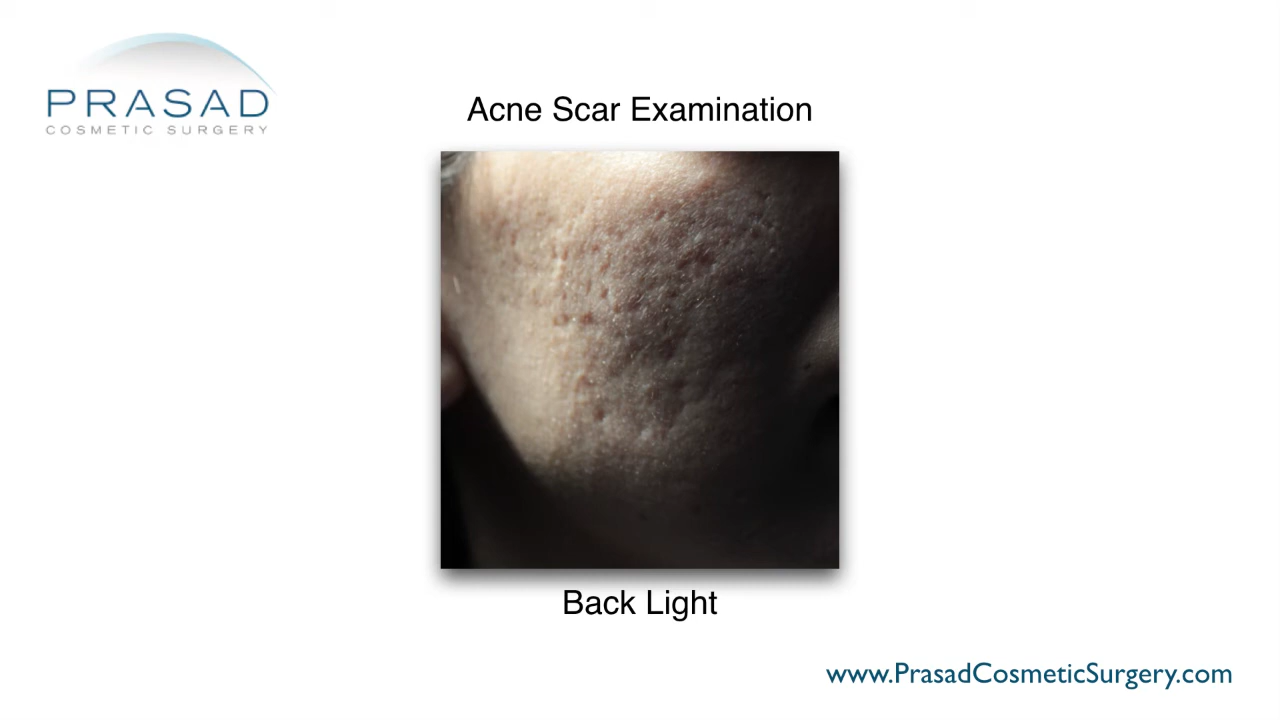 PRASAD
COSMETIC SURGERY
Acne Scar Examination
Back Light
www.PrasadCosmeticSurgery.com